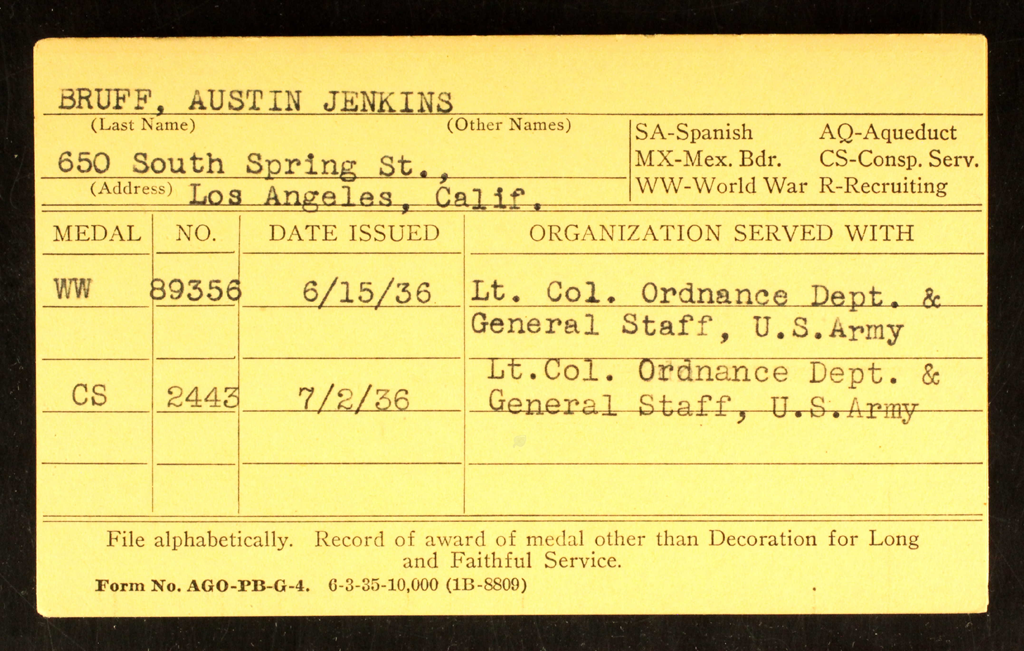 BRUFF, AUSTIN JENKINS
(Last Name) (Other Names)
650 South Spring St.,
(Address) Los Angeles, Calif.
SA-Spanish AQ-Aqueduct
MX-Mex. Bdr. CS-Consp. Serv.
WW-World War R-Recruiting
MEDAL NO. DATE ISSUED ORGANIZATION SERVED WITH
WW 89356 6/15/36 Lt. Col. Ordnance Dept. &
General Staff, U.S.Army
CS 2443 7/2/36 Lt.Col. Ordnance Dept. &
General Staff, U.S.Army
File alphabetically. Record of award of medal other than Decoration for Long
and Faithful Service.
Form No. AGO-PB-G-4. 6-3-35-10,000 (1B-8809)